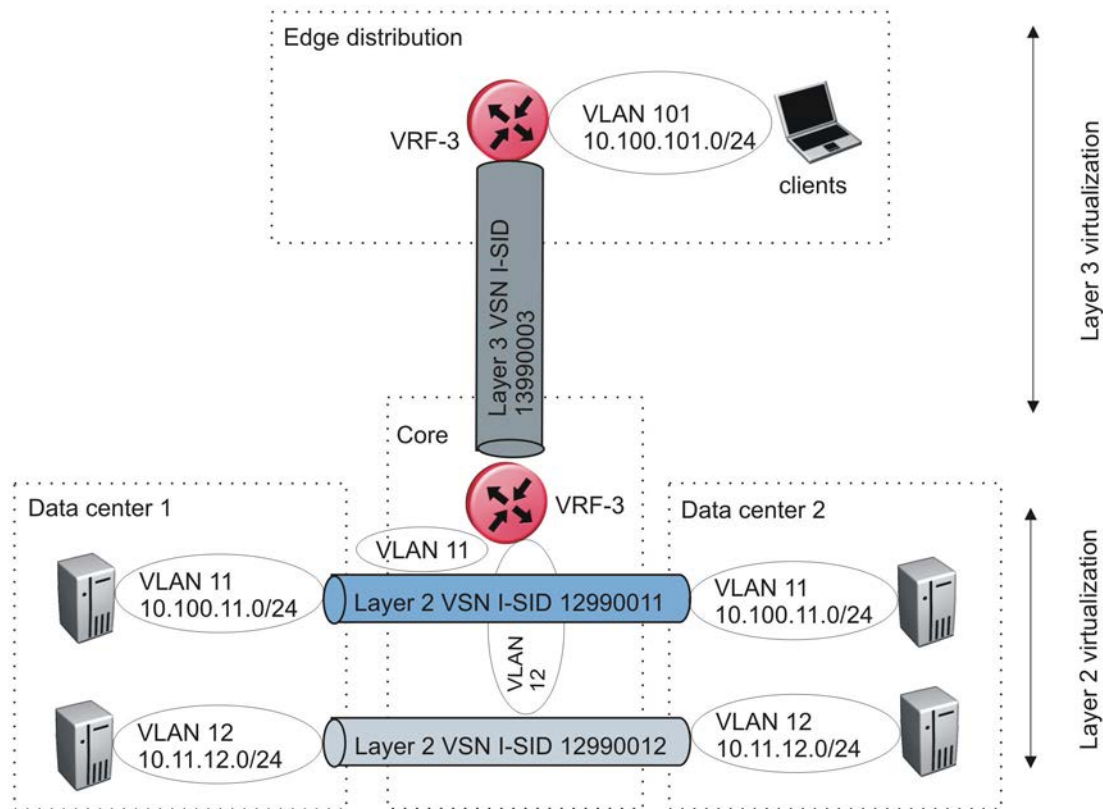 Edge distribution
VRF-3
VLAN 101
10.100.101.0/24
clients
Layer 3 virtualization
Layer 3 VSN I-SID
13990003
Core
VRF-3
Data center 1
Data center 2
VLAN 11
VLAN 11
10.100.11.0/24
Layer 2 VSN I-SID 12990011
VLAN 11
10.100.11.0/24
VLAN
12
VLAN 12
10.11.12.0/24
Layer 2 VSN I-SID 12990012
VLAN 12
10.11.12.0/24
Layer 2 virtualization